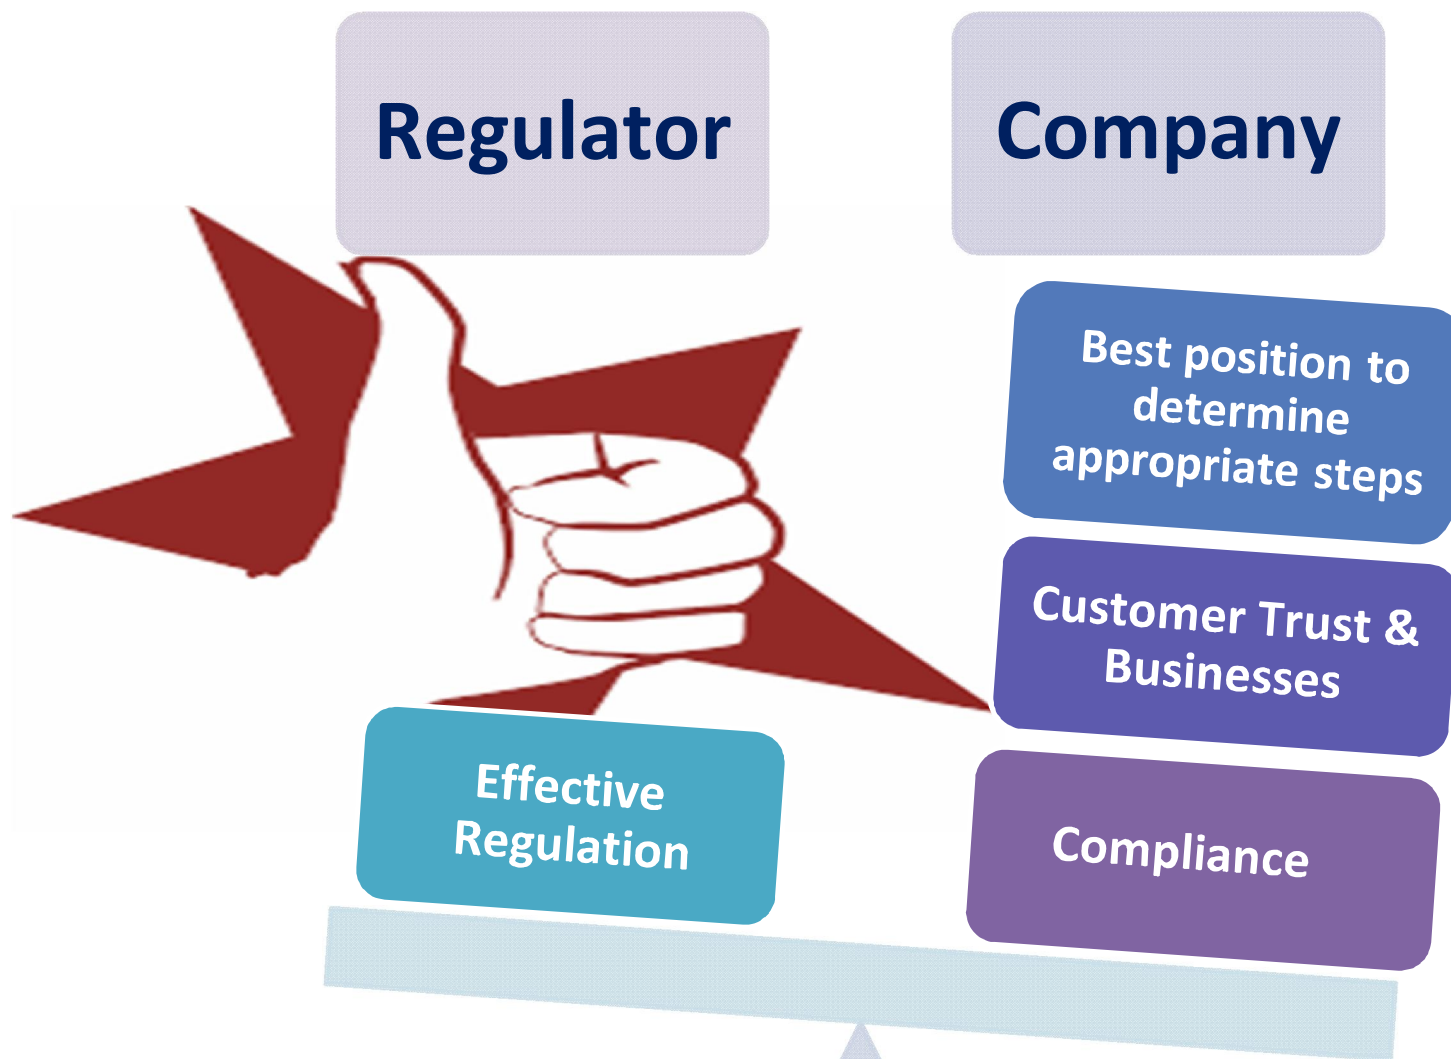 Regulator
Company
Best position to
determine
appropriate steps
Customer Trust &
Businesses
Effective
Regulation
Compliance